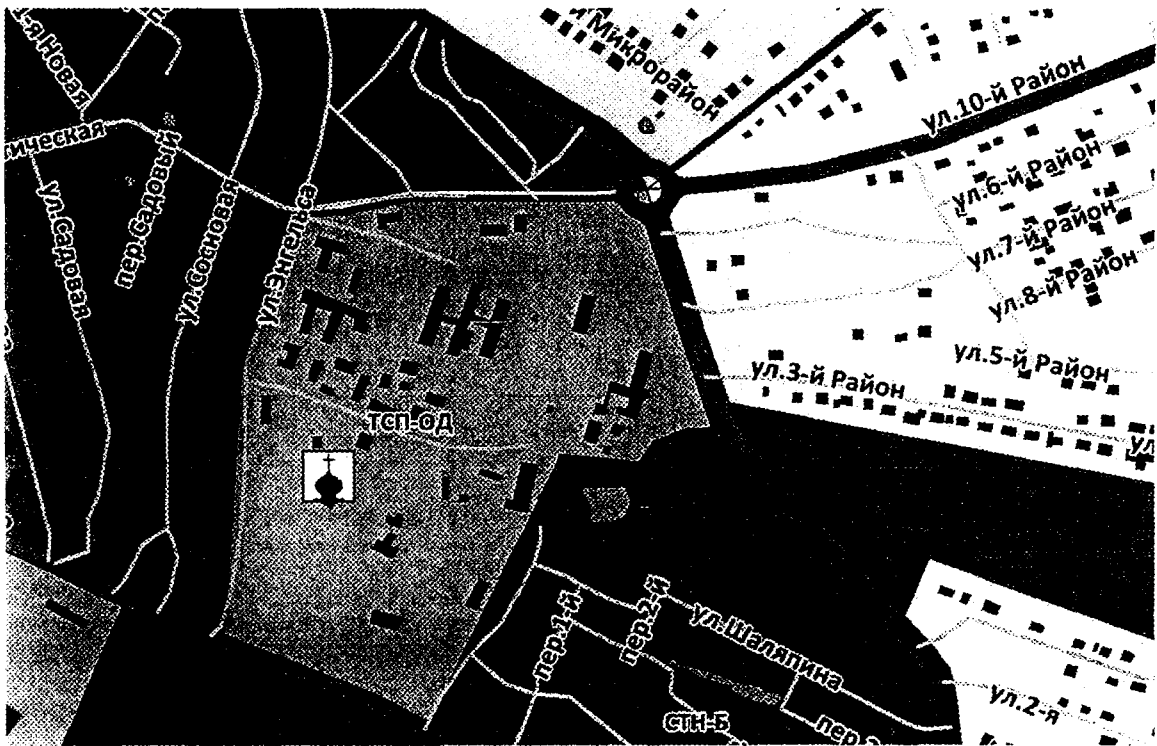 1-я Новая
й Микрорайон
ул.10-й Район
пер.Садовый
ул.Садовая
ул.Сосновая
ул.Энгельса
ул.6-й Район
ул.7-й Район
ул.8-й Район
ул.5-й Район
ул.3-й Район
ТСП-ОД
ул
пер.1-й
пер.2-й
ул.Шаляпина
СТН-Б
ул.2-я